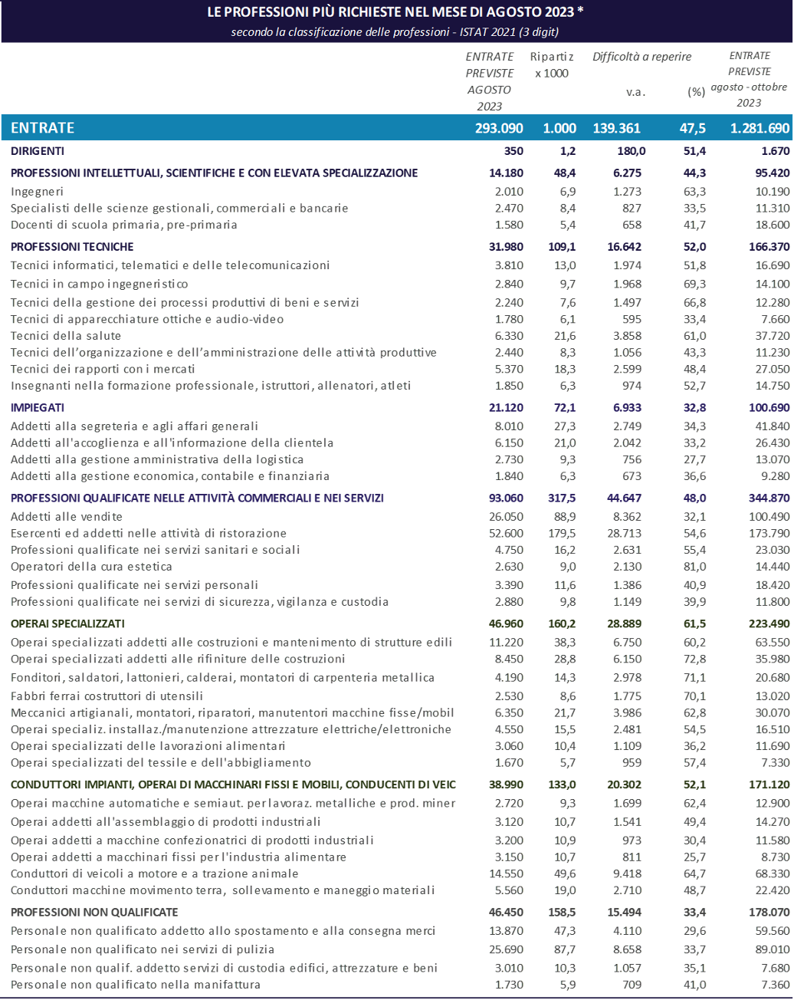 LE PROFESSIONI PIÙ RICHIESTE NEL MESE DI AGOSTO 2023 *
secondo la classificazione delle professioni - ISTAT 2021 (3 digit)
ENTRATE PREVISTE AGOSTO 2023 Ripartiz x 1000 Difficoltà a reperire v.a. (%) ENTRATE PREVISTE agosto - ottobre 2023
ENTRATE 293.090 1.000 139.361 47,5 1.281.690
DIRIGENTI 350 1,2 180,0 51,4 1.670
PROFESSIONI INTELLETTUALI, SCIENTIFICHE E CON ELEVATA SPECIALIZZAZIONE 14.180 48,4 6.275 44,3 95.420
Ingegneri 2.010 6,9 1.273 63,3 10.190
Specialisti delle scienze gestionali, commerciali e bancarie 2.470 8,4 827 33,5 11.310
Docenti di scuola primaria, pre-primaria 1.580 5,4 658 41,7 18.600
PROFESSIONI TECNICHE 31.980 109,1 16.642 52,0 166.370
Tecnici informatici, telematici e delle telecomunicazioni 3.810 13,0 1.974 51,8 16.690
Tecnici in campo ingegneristico 2.840 9,7 1.968 69,3 14.100
Tecnici della gestione dei processi produttivi di beni e servizi 2.240 7,6 1.497 66,8 12.280
Tecnici di apparecchiature ottiche e audio-video 1.780 6,1 595 33,4 7.660
Tecnici della salute 6.330 21,6 3.858 61,0 37.720
Tecnici dell’organizzazione e dell’amministrazione delle attività produttive 2.440 8,3 1.056 43,3 11.230
Tecnici dei rapporti con i mercati 5.370 18,3 2.599 48,4 27.050
Insegnanti nella formazione professionale, istruttori, allenatori, atleti 1.850 6,3 974 52,7 14.750
IMPIEGATI 21.120 72,1 6.933 32,8 100.690
Addetti alla segreteria e agli affari generali 8.010 27,3 2.749 34,3 41.840
Addetti all'accoglienza e all'informazione della clientela 6.150 21,0 2.042 33,2 26.430
Addetti alla gestione amministrativa della logistica 2.730 9,3 756 27,7 13.070
Addetti alla gestione economica, contabile e finanziaria 1.840 6,3 673 36,6 9.280
PROFESSIONI QUALIFICATE NELLE ATTIVITÀ COMMERCIALI E NEI SERVIZI 93.060 317,5 44.647 48,0 344.870
Addetti alle vendite 26.050 88,9 8.362 32,1 100.490
Esercenti ed addetti nelle attività di ristorazione 52.600 179,5 28.713 54,6 173.790
Professioni qualificate nei servizi sanitari e sociali 4.750 16,2 2.631 55,4 23.030
Operatori della cura estetica 2.630 9,0 2.130 81,0 14.440
Professioni qualificate nei servizi personali 3.390 11,6 1.386 40,9 18.420
Professioni qualificate nei servizi di sicurezza, vigilanza e custodia 2.880 9,8 1.149 39,9 11.800
OPERAI SPECIALIZZATI 46.960 160,2 28.889 61,5 223.490
Operai specializzati addetti alle costruzioni e mantenimento di strutture edili 11.220 38,3 6.750 60,2 63.550
Operai specializzati addetti alle rifiniture delle costruzioni 8.450 28,8 6.150 72,8 35.980
Fonditori, saldatori, lattonieri, calderai, montatori di carpenteria metallica 4.190 14,3 2.978 71,1 20.680
Fabbri ferrai costruttori di utensili 2.530 8,6 1.775 70,1 13.020
Meccanici artigianali, montatori, riparatori, manutentori macchine fisse/mobil 6.350 21,7 3.986 62,8 30.070
Operai specializ. installaz./manutenzione attrezzature elettriche/elettroniche 4.550 15,5 2.481 54,5 16.510
Operai specializzati delle lavorazioni alimentari 3.060 10,4 1.109 36,2 11.690
Operai specializzati del tessile e dell'abbigliamento 1.670 5,7 959 57,4 7.330
CONDUTTORI IMPIANTI, OPERAI DI MACCHINARI FISSI E MOBILI, CONDUCENTI DI VEIC 38.990 133,0 20.302 52,1 171.120
Operai macchine automatiche e semiaut. per lavoraz. metalliche e prod. miner 2.720 9,3 1.699 62,4 12.900
Operai addetti all'assemblaggio di prodotti industriali 3.120 10,7 1.541 49,4 14.270
Operai addetti a macchine confezionatrici di prodotti industriali 3.200 10,9 973 30,4 11.580
Operai addetti a macchinari fissi per l'industria alimentare 3.150 10,7 811 25,7 8.730
Conduttori di veicoli a motore e a trazione animale 14.550 49,6 9.418 64,7 68.330
Conduttori macchine movimento terra, sollevamento e maneggio materiali 5.560 19,0 2.710 48,7 22.420
PROFESSIONI NON QUALIFICATE 46.450 158,5 15.494 33,4 178.070
Personale non qualificato addetto allo spostamento e alla consegna merci 13.870 47,3 4.110 29,6 59.560
Personale non qualificato nei servizi di pulizia 25.690 87,7 8.658 33,7 89.010
Personale non qualif. addetto servizi di custodia edifici, attrezzature e beni 3.010 10,3 1.057 35,1 7.680
Personale non qualificato nella manifattura 1.730 5,9 709 41,0 7.360